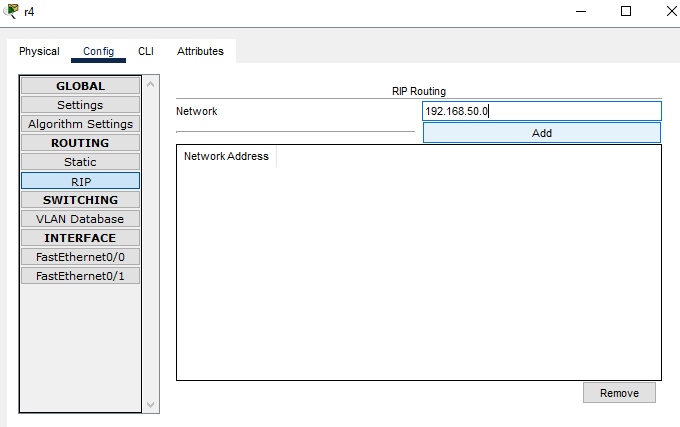 r4
Physical Config CLI Attributes
GLOBAL
Settings
Algorithm Settings
ROUTING
Static
RIP
SWITCHING
VLAN Database
INTERFACE
FastEthernet0/0
FastEthernet0/1
RIP Routing
Network 192.168.50.0
Add
Network Address
Remove